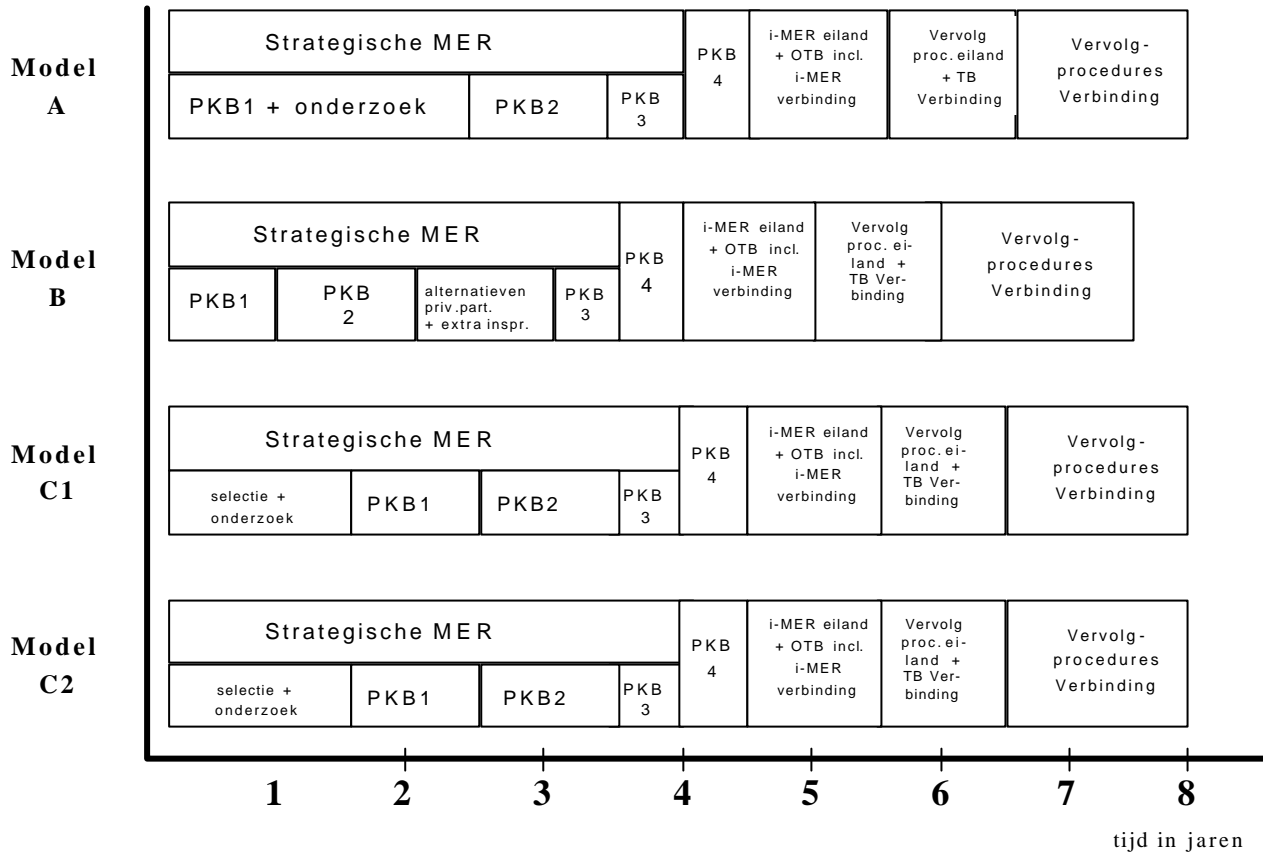 Model
A
Strategische MER
PKB1 + onderzoek
PKB2
PKB
3
PKB
4
i-MER eiland
+ OTB incl.
i-MER
verbinding
Vervolg
proc. eiland
+ TB
Verbinding
Vervolg-
procedures
Verbinding
Model
B
Strategische MER
PKB1
PKB
2
alternatieven
priv.part.
+ extra inspr.
PKB
3
PKB
4
i-MER eiland
+ OTB incl.
i-MER
verbinding
Vervolg
proc. ei-
land +
TB Ver-
binding
Vervolg-
procedures
Verbinding
Model
C1
Strategische MER
selectie +
onderzoek
PKB1
PKB2
PKB
3
PKB
4
i-MER eiland
+ OTB incl.
i-MER
verbinding
Vervolg
proc. ei-
land +
TB Ver-
binding
Vervolg-
procedures
Verbinding
Model
C2
Strategische MER
selectie +
onderzoek
PKB1
PKB2
PKB
3
PKB
4
i-MER eiland
+ OTB incl.
i-MER
verbinding
Vervolg
proc. ei-
land +
TB Ver-
binding
Vervolg-
procedures
Verbinding
1 2 3 4 5 6 7 8
tijd in jaren